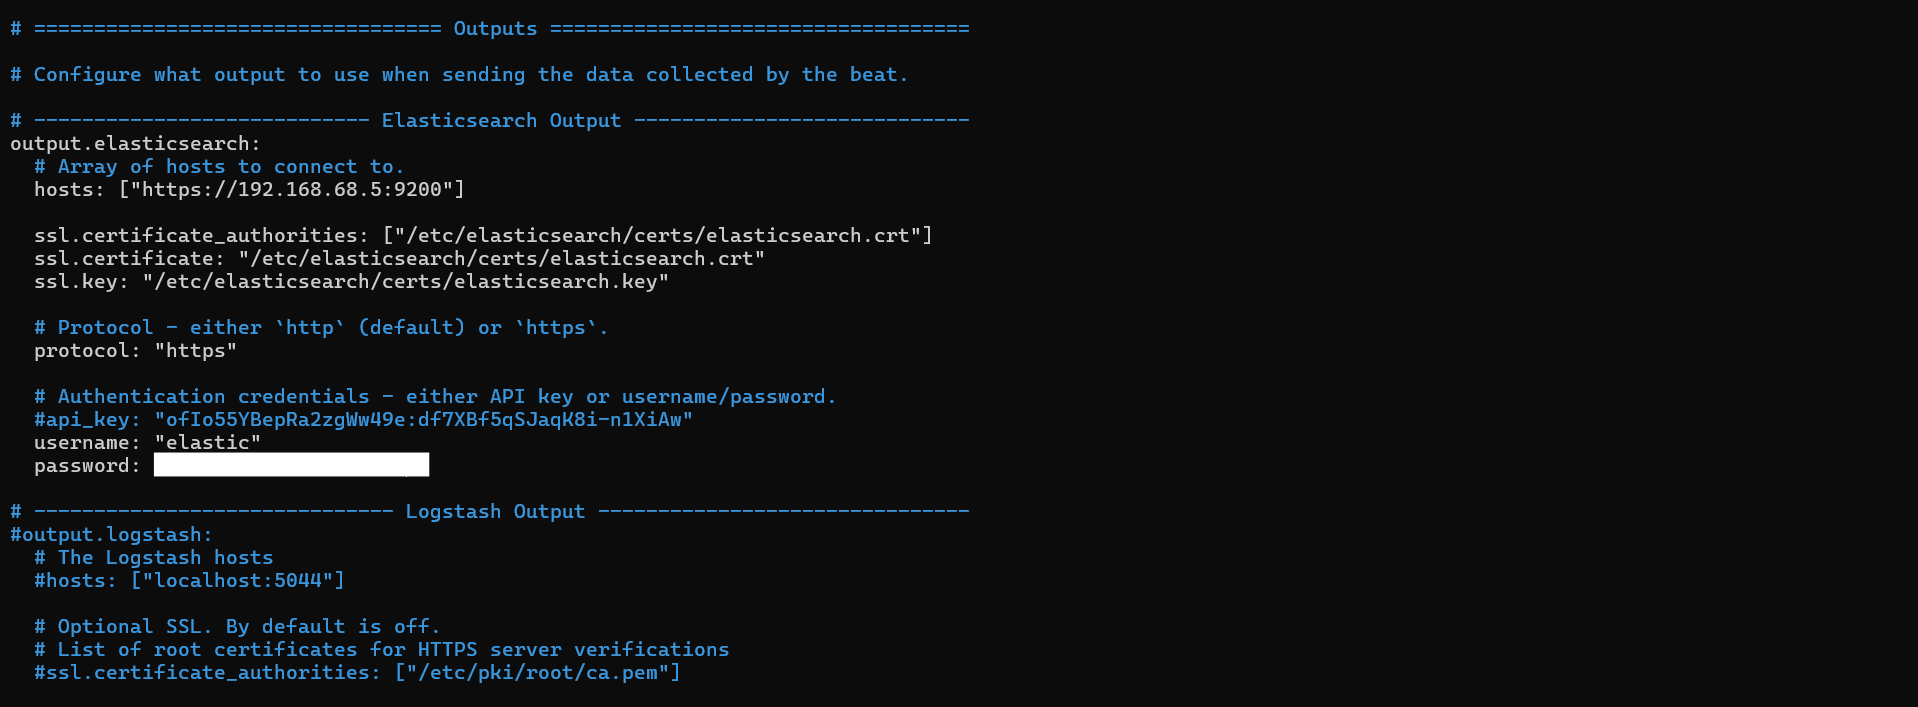 # ================================== Outputs ===================================
# Configure what output to use when sending the data collected by the beat.
# ---------------------------- Elasticsearch Output ----------------------------
output.elasticsearch:
  # Array of hosts to connect to.
  hosts: ["https://192.168.68.5:9200"]
  ssl.certificate_authorities: ["/etc/elasticsearch/certs/elasticsearch.crt"]
  ssl.certificate: "/etc/elasticsearch/certs/elasticsearch.crt"
  ssl.key: "/etc/elasticsearch/certs/elasticsearch.key"
  # Protocol - either `http` (default) or `https`.
  protocol: "https"
  # Authentication credentials - either API key or username/password.
  #api_key: "ofIo55YBepRa2zgWw49e:df7XBf5qSJaqK8i-n1XiAw"
  username: "elastic"
  password:
# ------------------------------ Logstash Output -------------------------------
#output.logstash:
  # The Logstash hosts
  #hosts: ["localhost:5044"]
  # Optional SSL. By default is off.
  # List of root certificates for HTTPS server verifications
  #ssl.certificate_authorities: ["/etc/pki/root/ca.pem"]